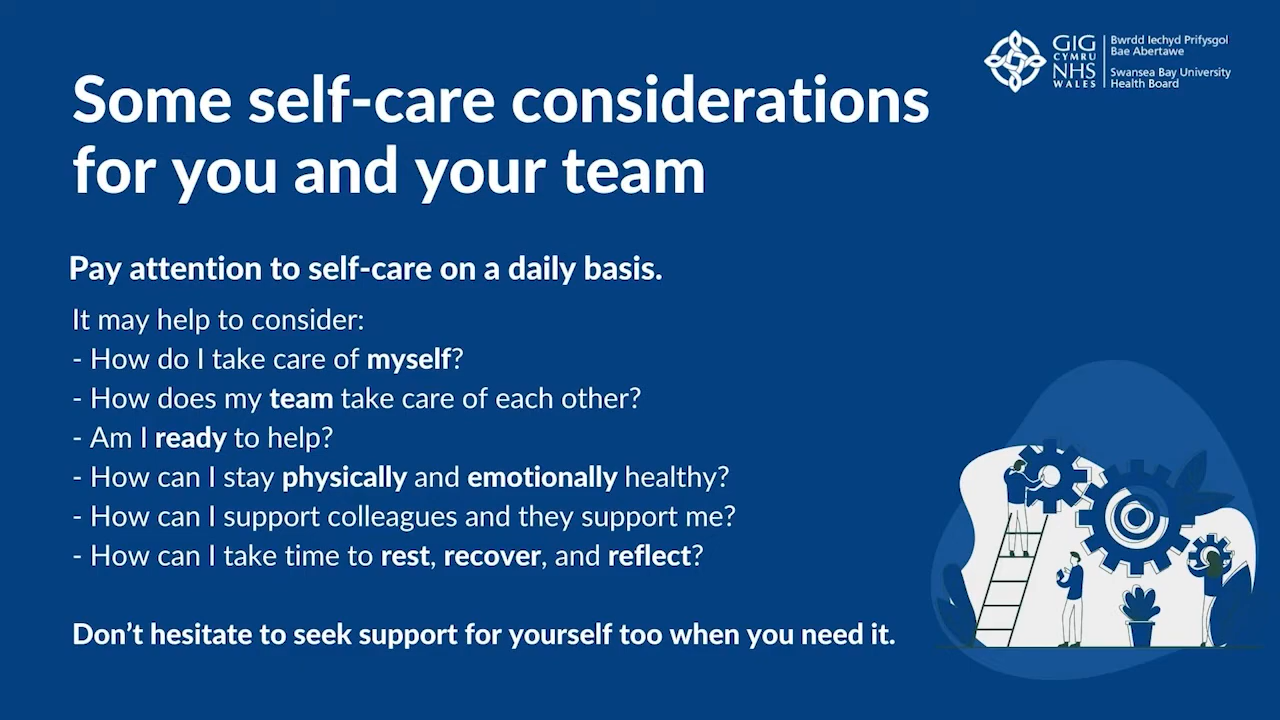 GIG
CYMRU
NHS
WALES
Bwrdd Iechyd Prifysgol
Bae Abertawe
Swansea Bay University
Health Board
Some self-care considerations
for you and your team
Pay attention to self-care on a daily basis.
It may help to consider:
- How do I take care of myself?
- How does my team take care of each other?
- Am I ready to help?
- How can I stay physically and emotionally healthy?
- How can I support colleagues and they support me?
- How can I take time to rest, recover, and reflect?
Don’t hesitate to seek support for yourself too when you need it.